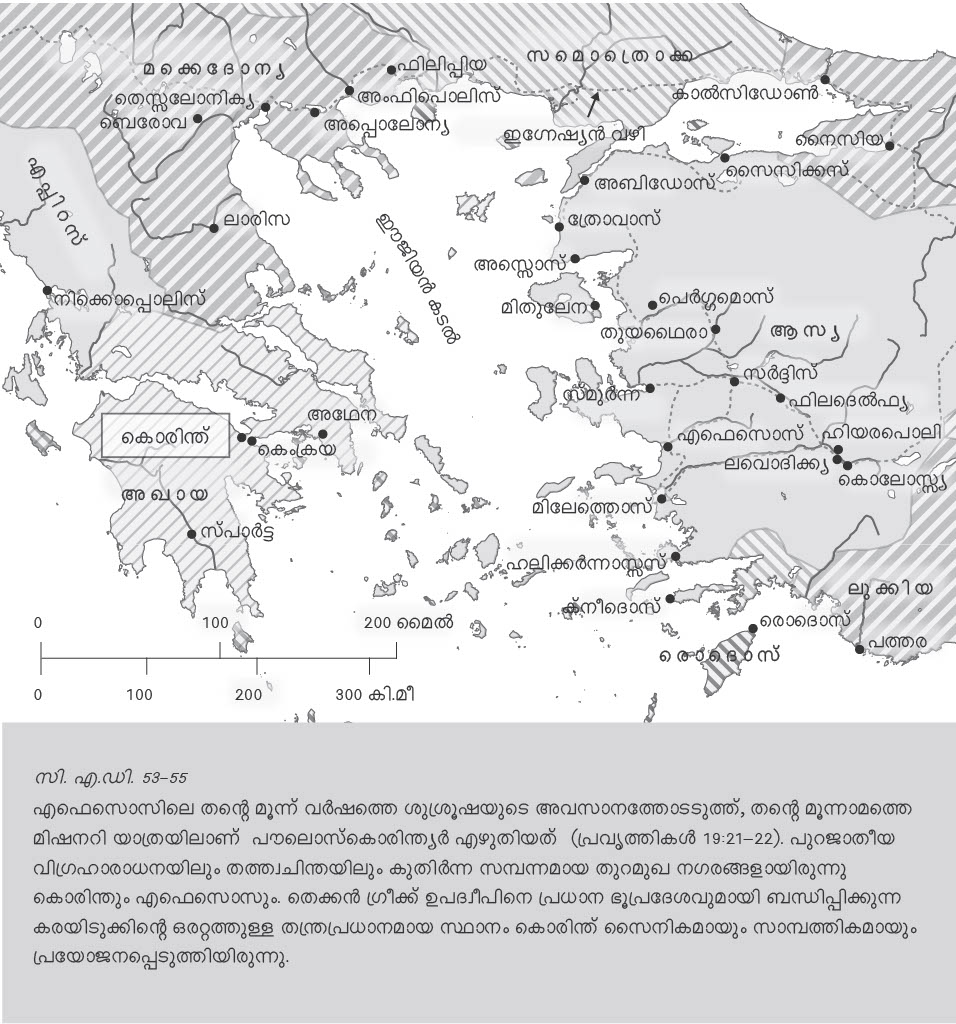 സമൊത്രൊക്ക
ഫിലിപ്പിയ
മക്കെദോന്യ
കാൽസിഡോൺ
തെസ്സലോനിക്യ
അംഫിപൊലിസ്
ബെരോവ
അപ്പൊലോന്യ
ഇഗ്നേഷ്യൻ വഴി
നൈസിയ
സൈസിക്കസ്
എപ്പിറസ്
അബിഡോസ്
ലാരിസ
ത്രോവാസ്
ഈജിയൻ കടൽ
അസ്സൊസ്
നിക്കൊപ്പൊലിസ്
പെർഗ്ഗമൊസ്
മിതുലേന
തുയഥൈരാ
ആസ്യ
സർട്ടിസ്
സ്മുർന്ന
ഫിലദെൽഫ്യ
അഥേന
കൊരിന്ത്
കെംക്രയ
എഫെസൊസ്
ഹിയരപൊലി
ലവൊദിക്ക്യ
കൊലോസ്സ്യ
അഖായ
മിലേത്തൊസ്
സ്പാർട്ട
ഹലിക്കർന്നാസ്സസ്
ലുക്കിയ
ക്നീദൊസ്
രൊദൊസ്
രൊദൊസ്
പത്തര
0 100 200 മൈൽ
0 100 200 300 കി.മീ
സി. എ.ഡി. 53–55
എഫെസൊസിലെ തന്റെ മൂന്ന് വർഷത്തെ ശുശ്രൂഷയുടെ അവസാനത്തോടടുത്ത്, തന്റെ മൂന്നാമത്തെ
മിഷനറി യാത്രയിലാണ് പൗലൊസ്കൊരിന്ത്യർ എഴുതിയത് (പ്രവൃത്തികൾ 19:21–22). പുറജാതീയ
വിഗ്രഹാരാധനയിലും തത്ത്വചിന്തയിലും കുതിർന്ന സമ്പന്നമായ തുറമുഖ നഗരങ്ങളായിരുന്നു
കൊരിന്തും എഫെസൊസും. തെക്കൻ ഗ്രീക്ക് ഉപദ്വീപിനെ പ്രധാന ഭൂപ്രദേശവുമായി ബന്ധിപ്പിക്കുന്ന
കരയിടുക്കിന്റെ ഒരറ്റത്തുള്ള തന്ത്രപ്രധാനമായ സ്ഥാനം കൊരിന്ത് സൈനികമായും സാമ്പത്തികമായും
പ്രയോജനപ്പെടുത്തിയിരുന്നു.